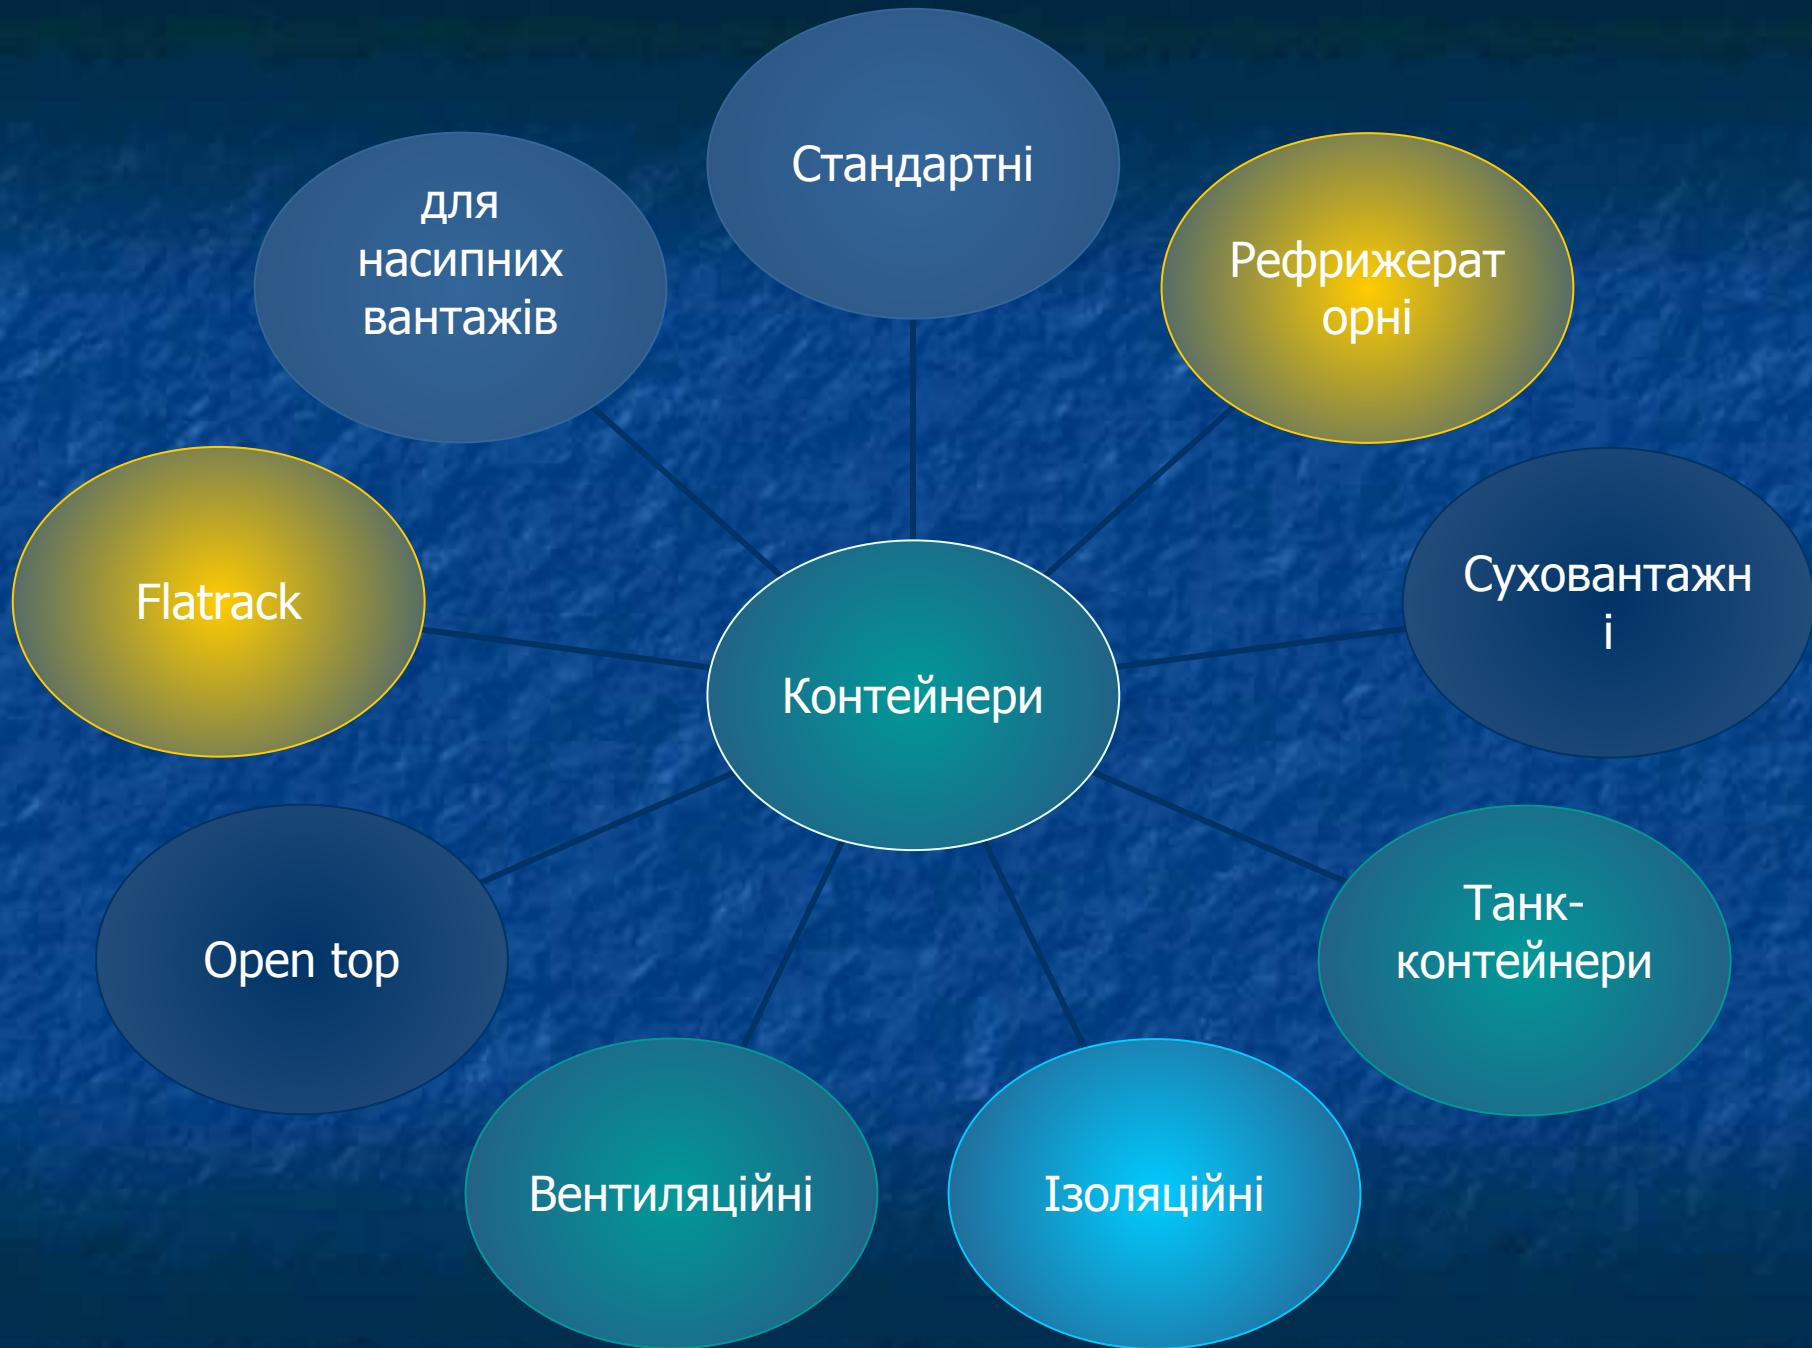 Стандартні
для
насипних
вантажів
Рефрижерат
орні
Flatrack
Суховантажн
і
Контейнери
Open top
Танк-
контейнери
Вентиляційні
Ізоляційні